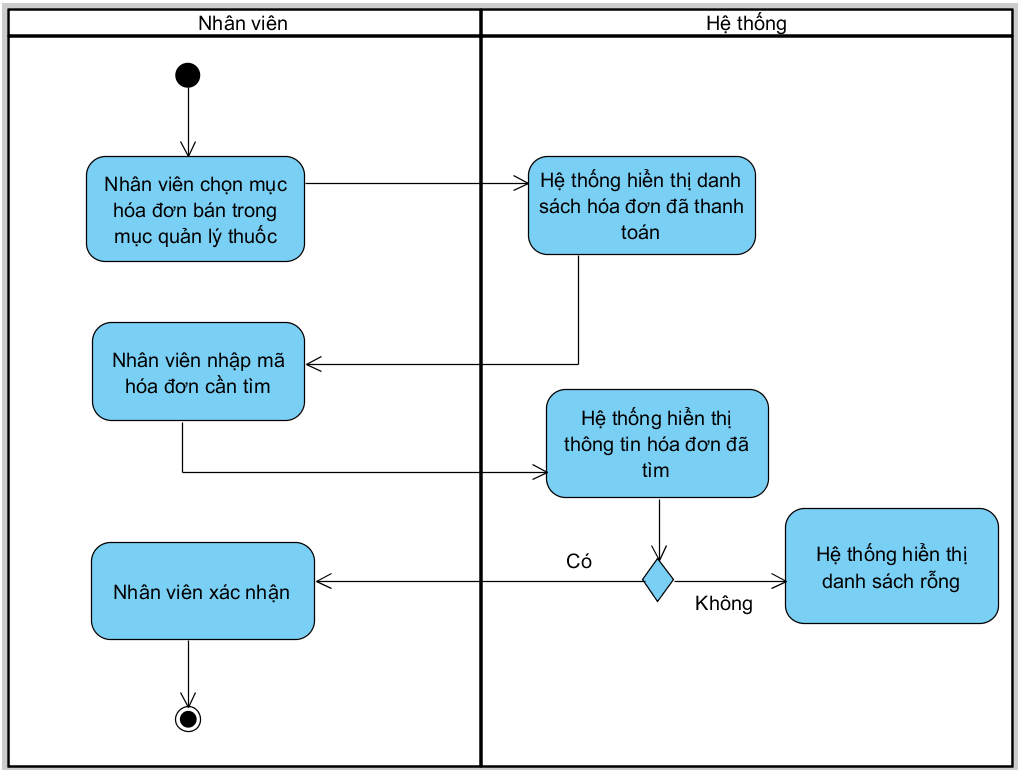 Nhân viên
Hệ thống
Nhân viên chọn mục
hóa đơn bán trong
mục quản lý thuốc
Hệ thống hiển thị danh
sách hóa đơn đã thanh
toán
Nhân viên nhập mã
hóa đơn cần tìm
Hệ thống hiển thị
thông tin hóa đơn đã
tìm
Có
Không
Hệ thống hiển thị
danh sách rỗng
Nhân viên xác nhận